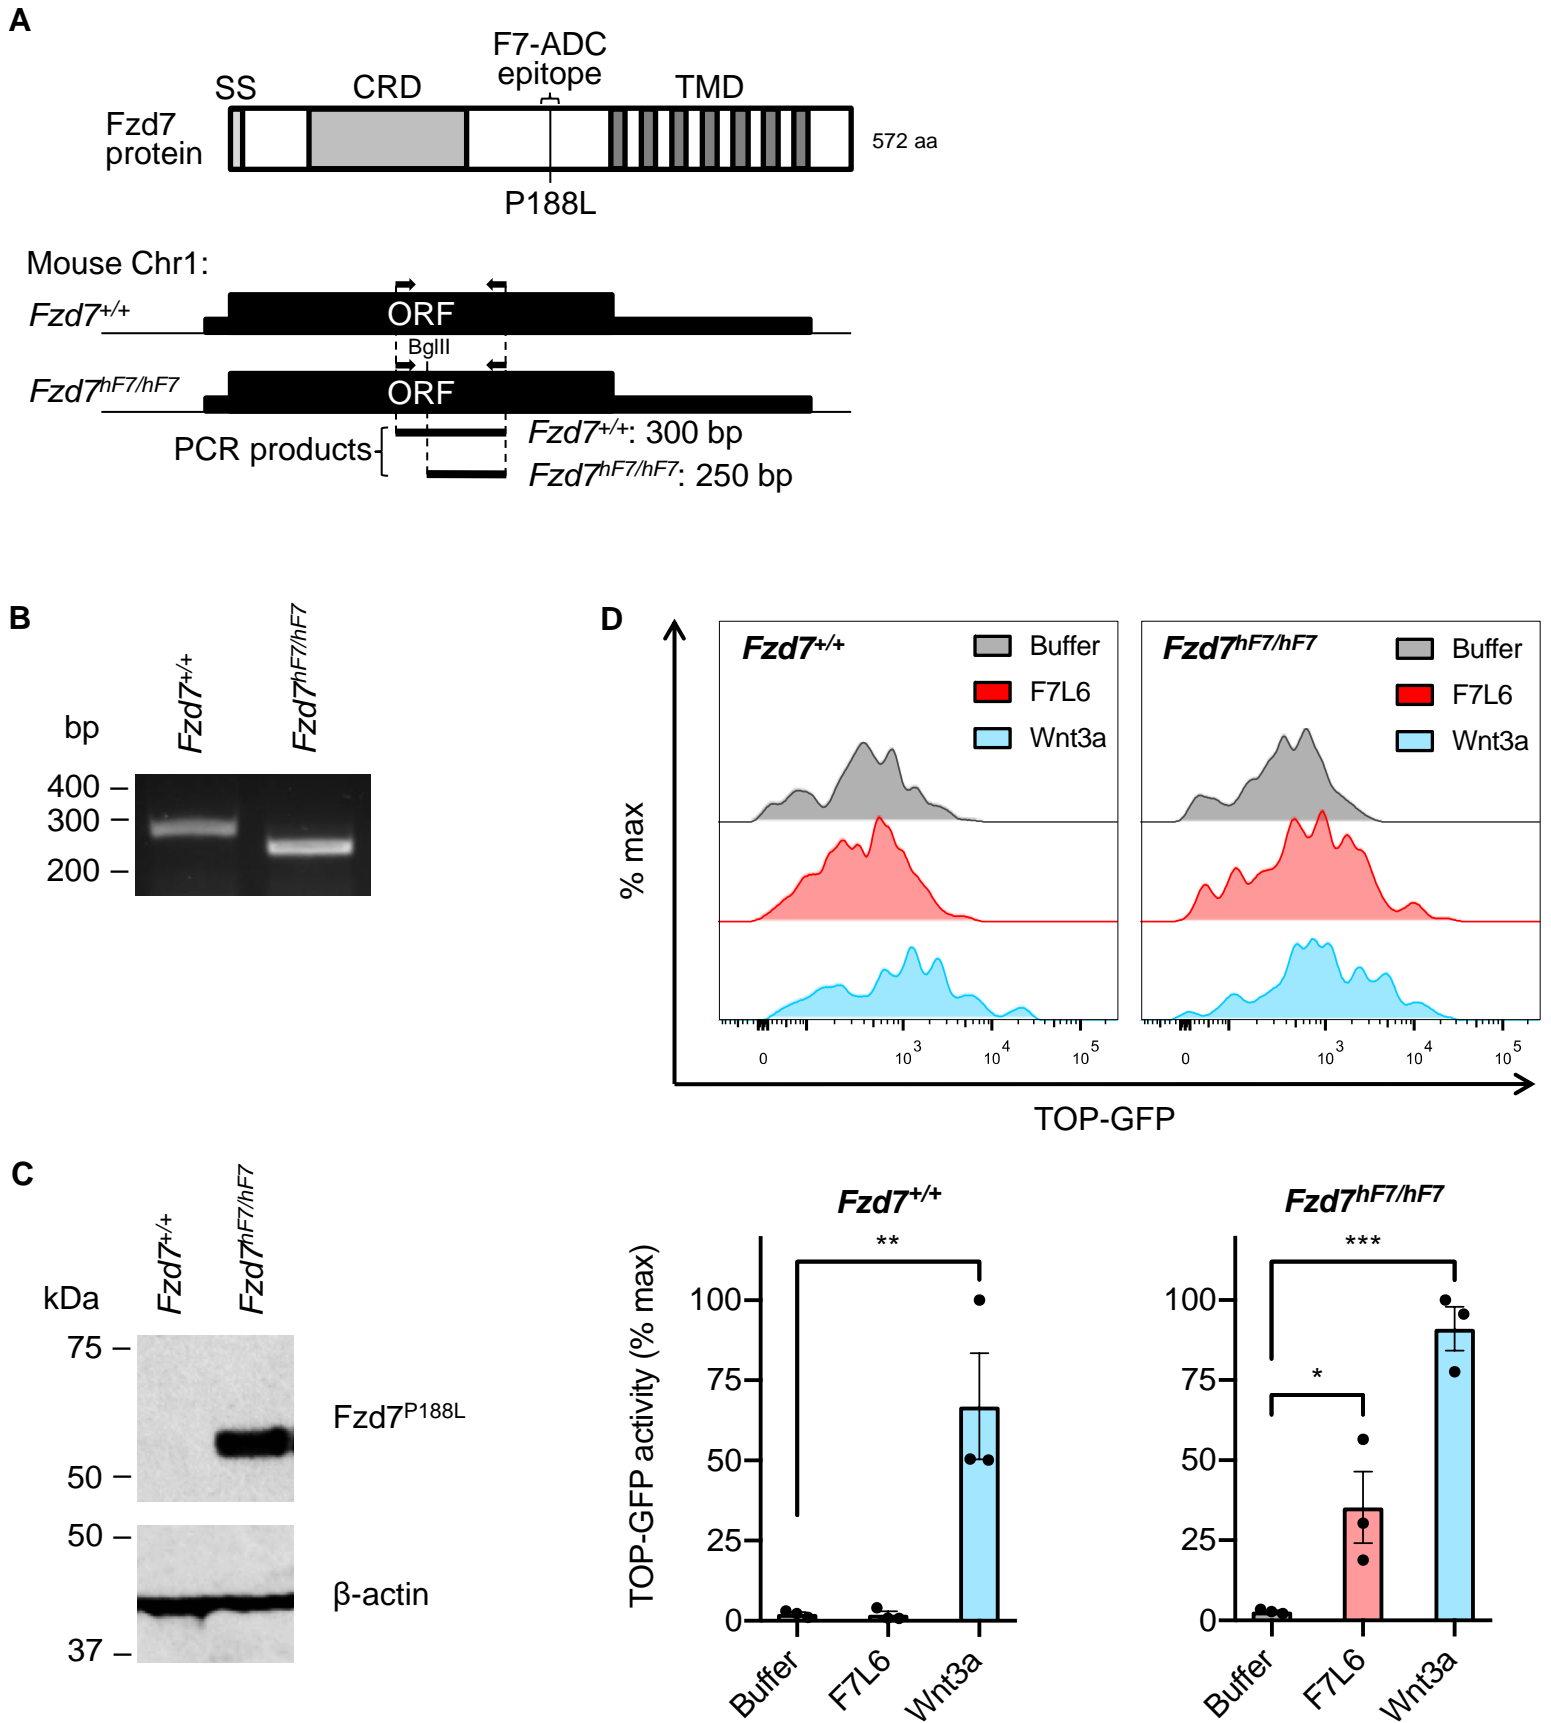 A
F7-ADC
epitope
SS
CRD
TMD
Fzd7
protein
572 aa
P188L
Mouse Chr1:
Fzd7+/+
ORF
BglII
Fzd7hF7/hF7
ORF
PCR products
Fzd7+/+: 300 bp
Fzd7hF7/hF7: 250 bp
B
bp
Fzd7+/+
Fzd7hF7/hF7
400
300
200
C
kDa
Fzd7+/+
Fzd7hF7/hF7
75
50
Fzd7P188L
50
37
β-actin
D
% max
Fzd7+/+
Buffer
F7L6
Wnt3a
0
10 3
10 4
10 5
Fzd7hF7/hF7
Buffer
F7L6
Wnt3a
0
10 3
10 4
10 5
TOP-GFP
TOP-GFP activity (% max)
Fzd7+/+
**
100
75
50
25
0
Buffer
F7L6
Wnt3a
Fzd7hF7/hF7
***
*
100
75
50
25
0
Buffer
F7L6
Wnt3a